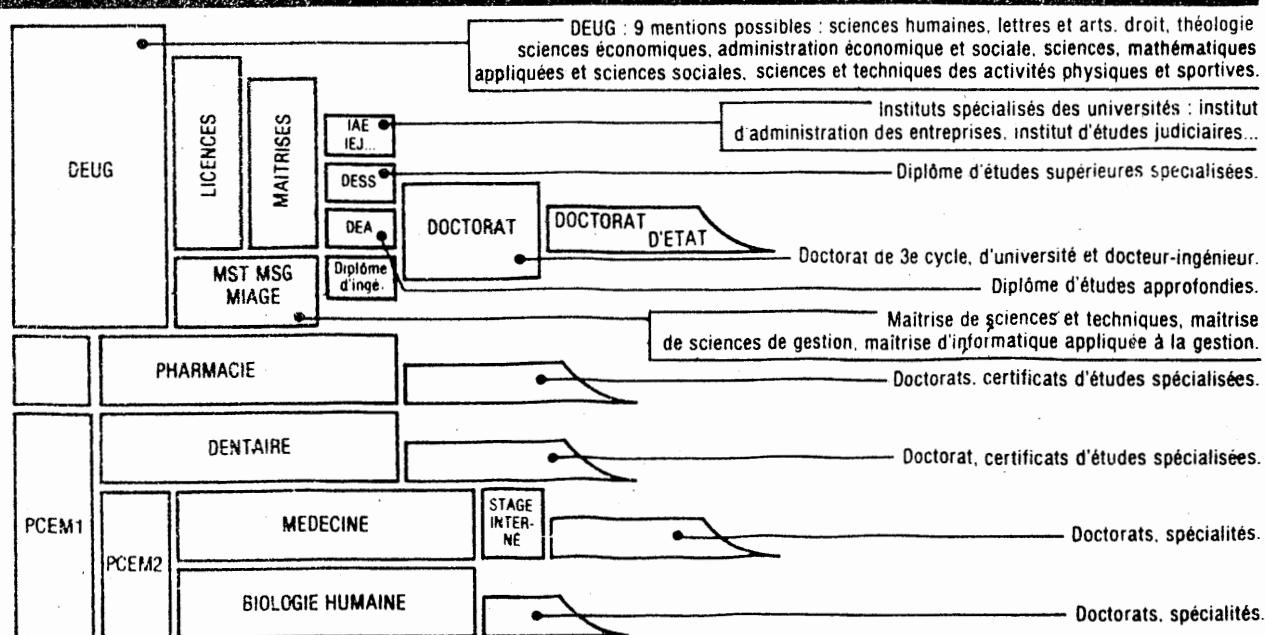 DEUG : 9 mentions possibles : sciences humaines, lettres et arts. droit, théologie
sciences économiques, administration économique et sociale, sciences, mathématiques
appliquées et sciences sociales, sciences et techniques des activités physiques et sportives.
DEUG
LICENCES
MAITRISES
IAE
IEJ...
Instituts spécialisés des universités : institut
d'administration des entreprises, institut d'études judiciaires...
DESS
Diplôme d'études supérieures specialisées.
DEA
DOCTORAT
DOCTORAT
D'ETAT
Doctorat de 3e cycle, d'université et docteur-ingénieur.
MST MSG
MIAGE
Diplôme
d'ingé.
Diplôme d'études approfondies.
Maîtrise de sciences et techniques, maîtrise
de sciences de gestion, maîtrise d'informatique appliquée à la gestion.
PHARMACIE
Doctorats. certificats d'études spécialisées.
DENTAIRE
Doctorat, certificats d'études spécialisées.
PCEM1
PCEM2
MEDECINE
STAGE
INTER-
NÉ
Doctorats, spécialités.
BIOLOGIE HUMAINE
Doctorats, spécialités.